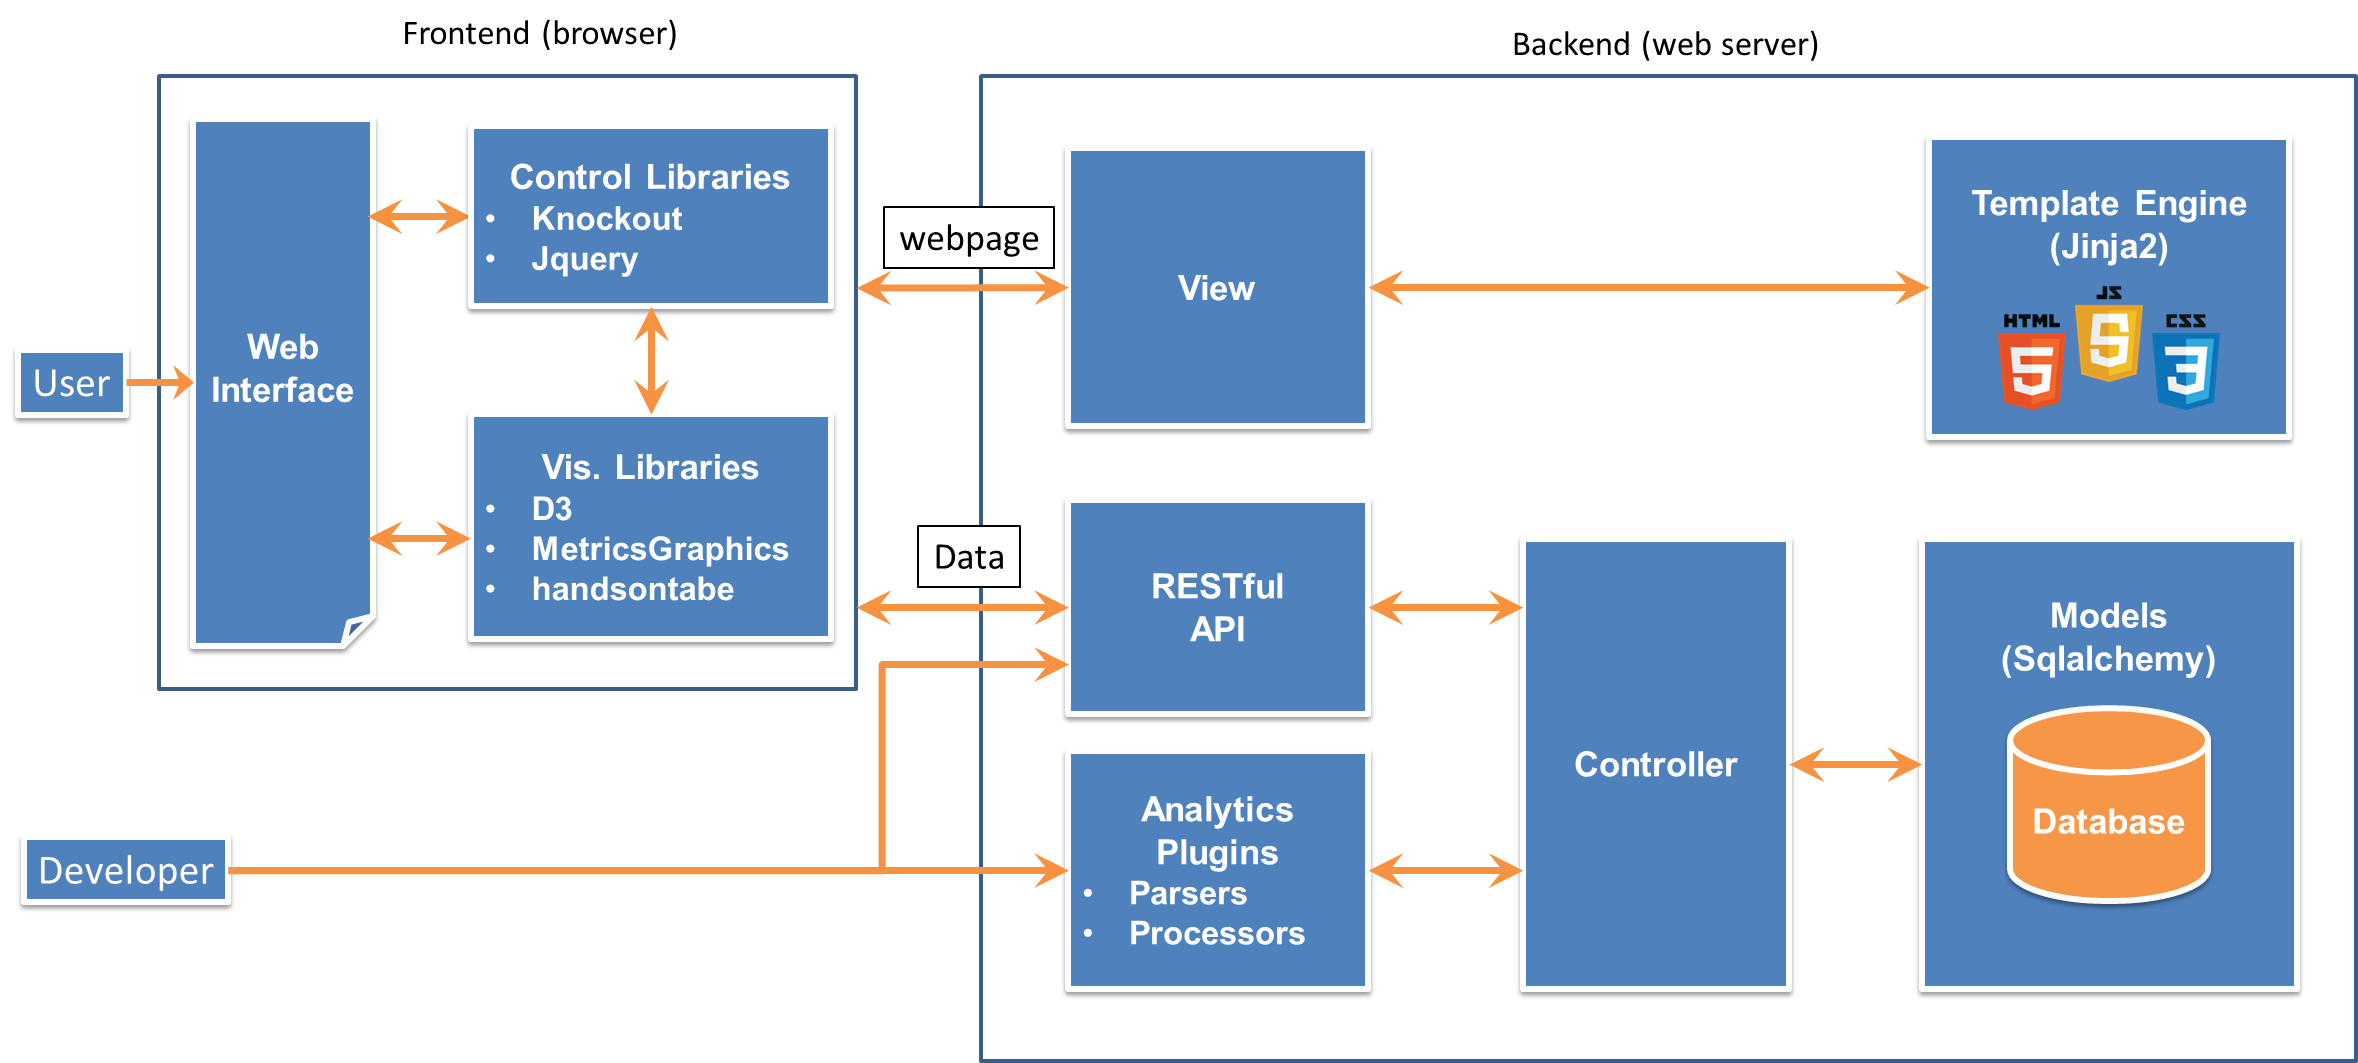 Frontend (browser)
Backend (web server)
User
Web
Interface
Control Libraries
• Knockout
• Jquery
Vis. Libraries
• D3
• MetricsGraphics
• handsontabe
webpage
Data
View
Template Engine
(Jinja2)
HTML
JS
CSS
5
5
3
RESTful
API
Developer
Analytics
Plugins
• Parsers
• Processors
Controller
Models
(Sqlalchemy)
Database